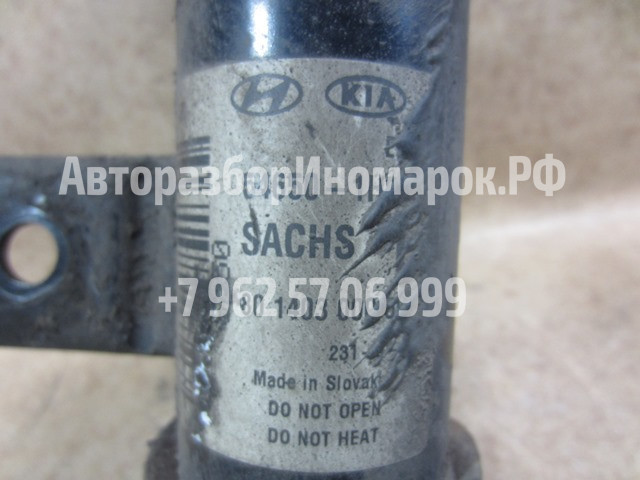 KIA
АвторазборИномарок.РФ
SACHS
+7 962 57 06 999
231
Made in Slovak
DO NOT OPEN
DO NOT HEAT